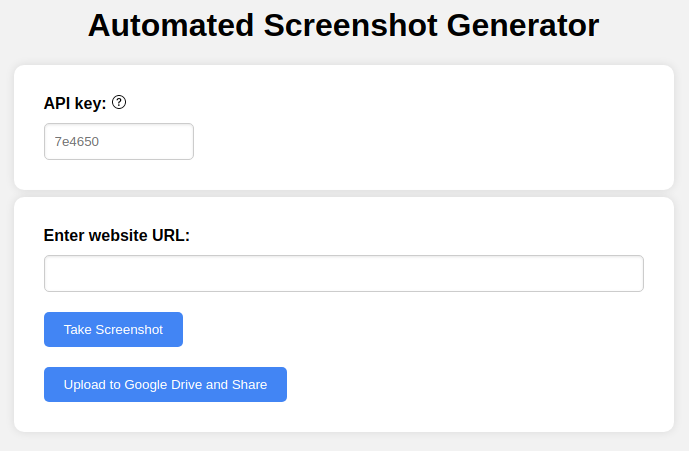 Automated Screenshot Generator
API key: ?
7e4650
Enter website URL:
Take Screenshot
Upload to Google Drive and Share